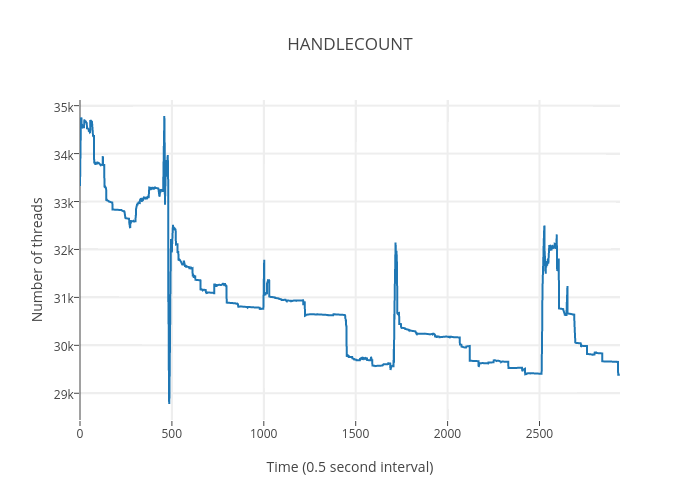 HANDLECOUNT
35k
34k
33k
32k
31k
30k
29k
Number of threads
0 500 1000 1500 2000 2500
Time (0.5 second interval)